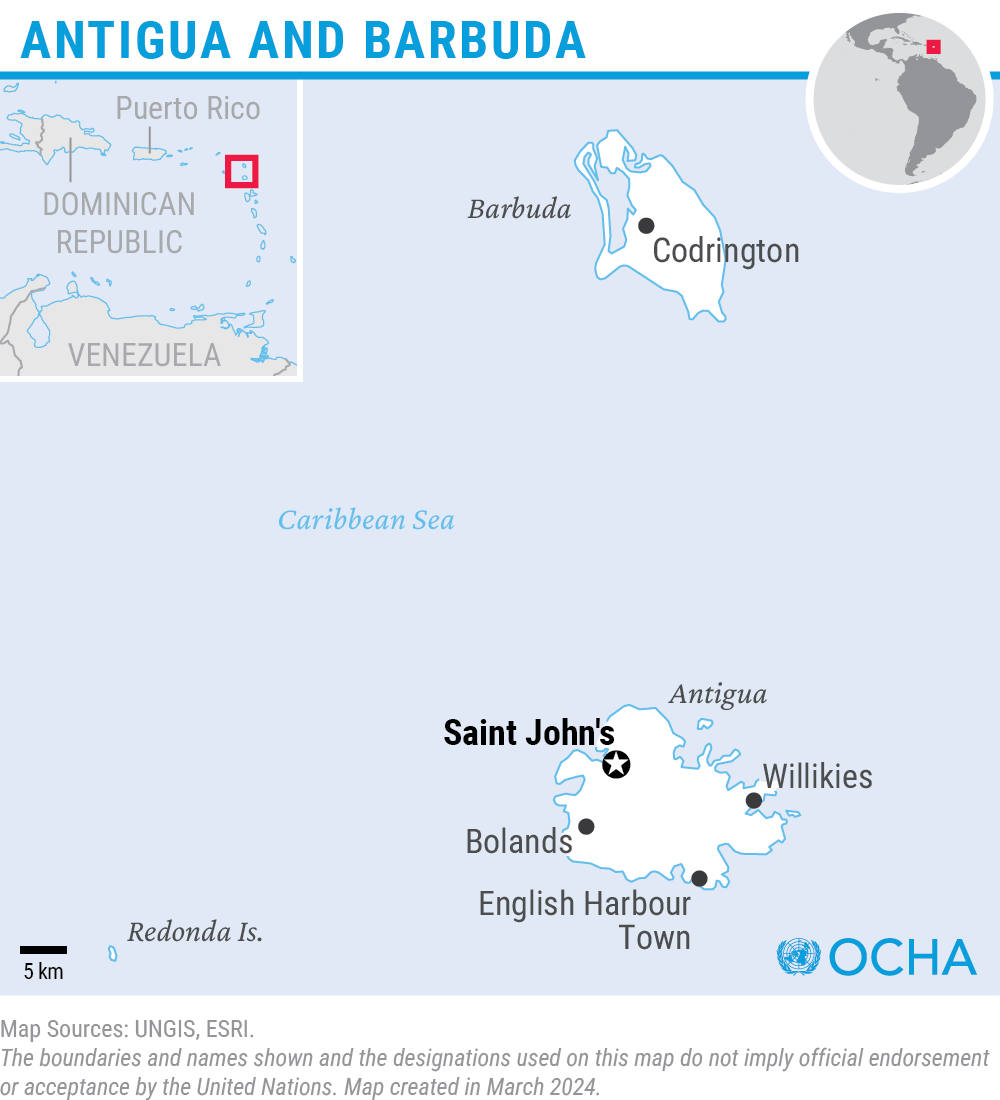 ANTIGUA AND BARBUDA
Puerto Rico
DOMINICAN
REPUBLIC
VENEZUELA
Barbuda
Codrington
Caribbean Sea
Antigua
Saint John's
Willikies
Bolands
English Harbour
Town
Redonda Is.
5 km
OCHA
Map Sources: UNGIS, ESRI.
The boundaries and names shown and the designations used on this map do not imply official endorsement
or acceptance by the United Nations. Map created in March 2024.